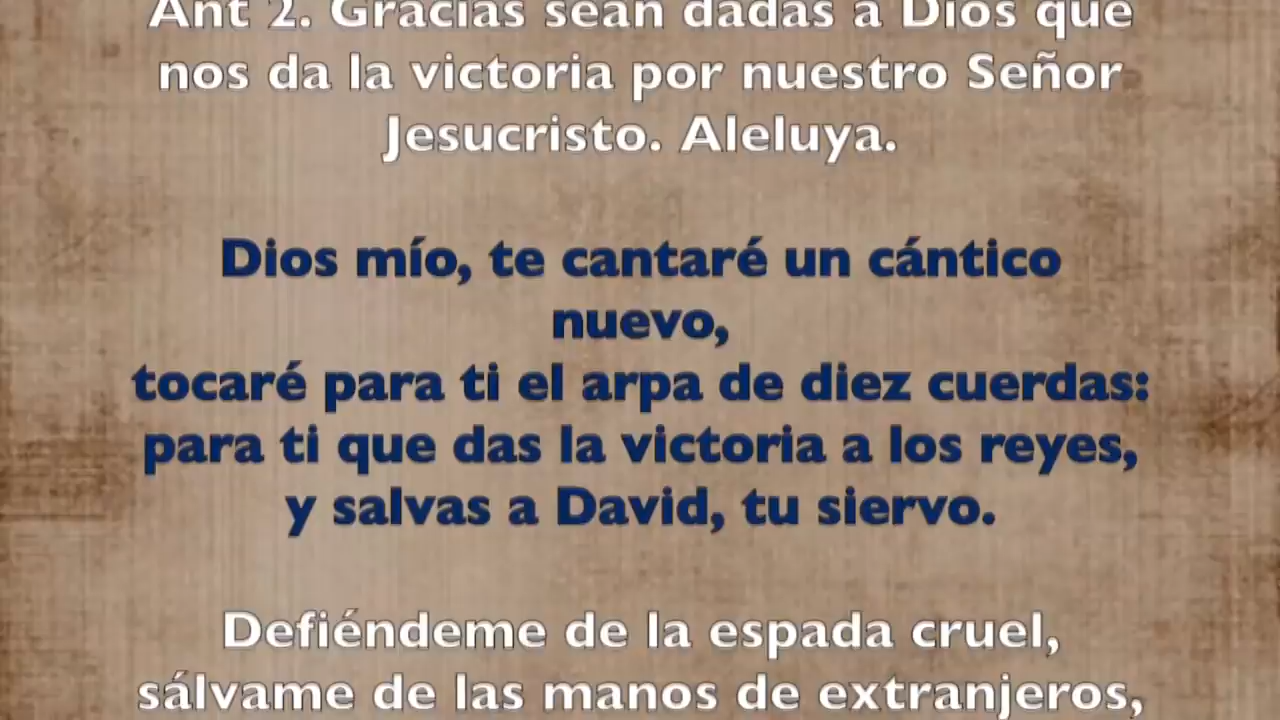 Ant 2. Gracias sean dadas a Dios que
nos da la victoria por nuestro Señor
Jesucristo. Aleluya.
Dios mío, te cantaré un cántico
nuevo,
tocaré para ti el arpa de diez cuerdas:
para ti que das la victoria a los reyes,
y salvas a David, tu siervo.
Defiéndeme de la espada cruel,
sálvame de las manos de extranjeros,